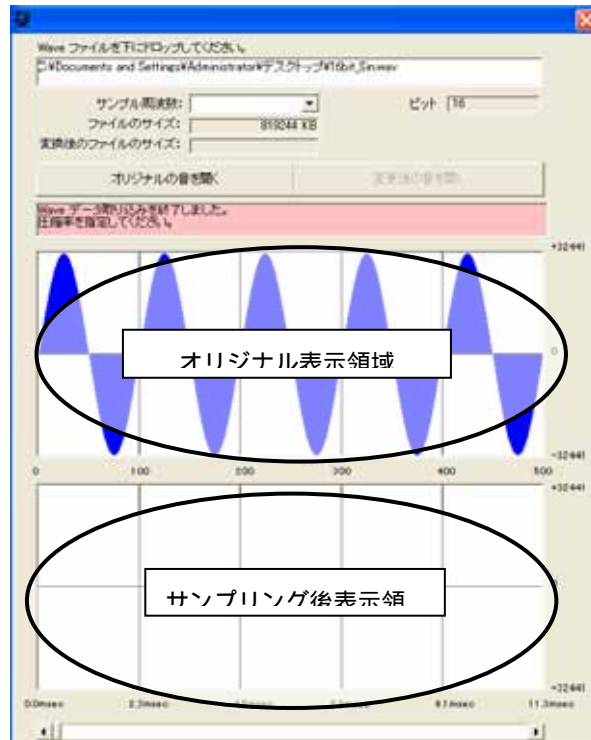 Wave ファイルを下にドロップしてください。
D:¥Documents and Settings¥Administrator¥デスクトップ¥16bit_Sin.wav
サンプル周波数:
ビット 16
ファイルのサイズ: 819244 KB
変換後のファイルのサイズ:
オリジナルの音を聞く
Wave データ取り込みを終了しました。
圧縮率を指定してください。
+32441
オリジナル表示領域
0
-32441
0 100 200 300 400 500
+32441
サンプリング後表示領
0.0msec 2.3msec 9.1msec 11.3msec